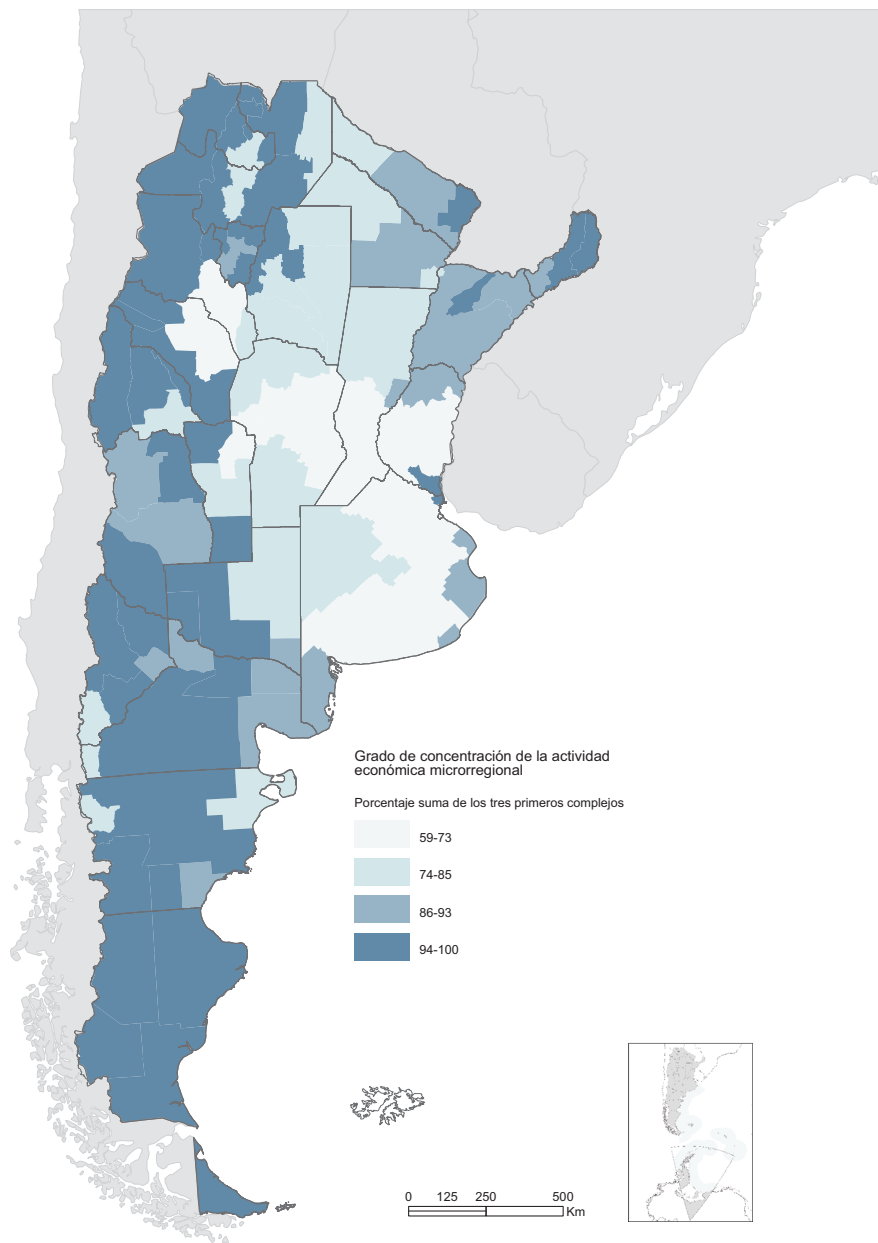 Grado de concentración de la actividad
económica microrregional
Porcentaje suma de los tres primeros complejos
59-73
74-85
86-93
94-100
0 125 250 500
Km